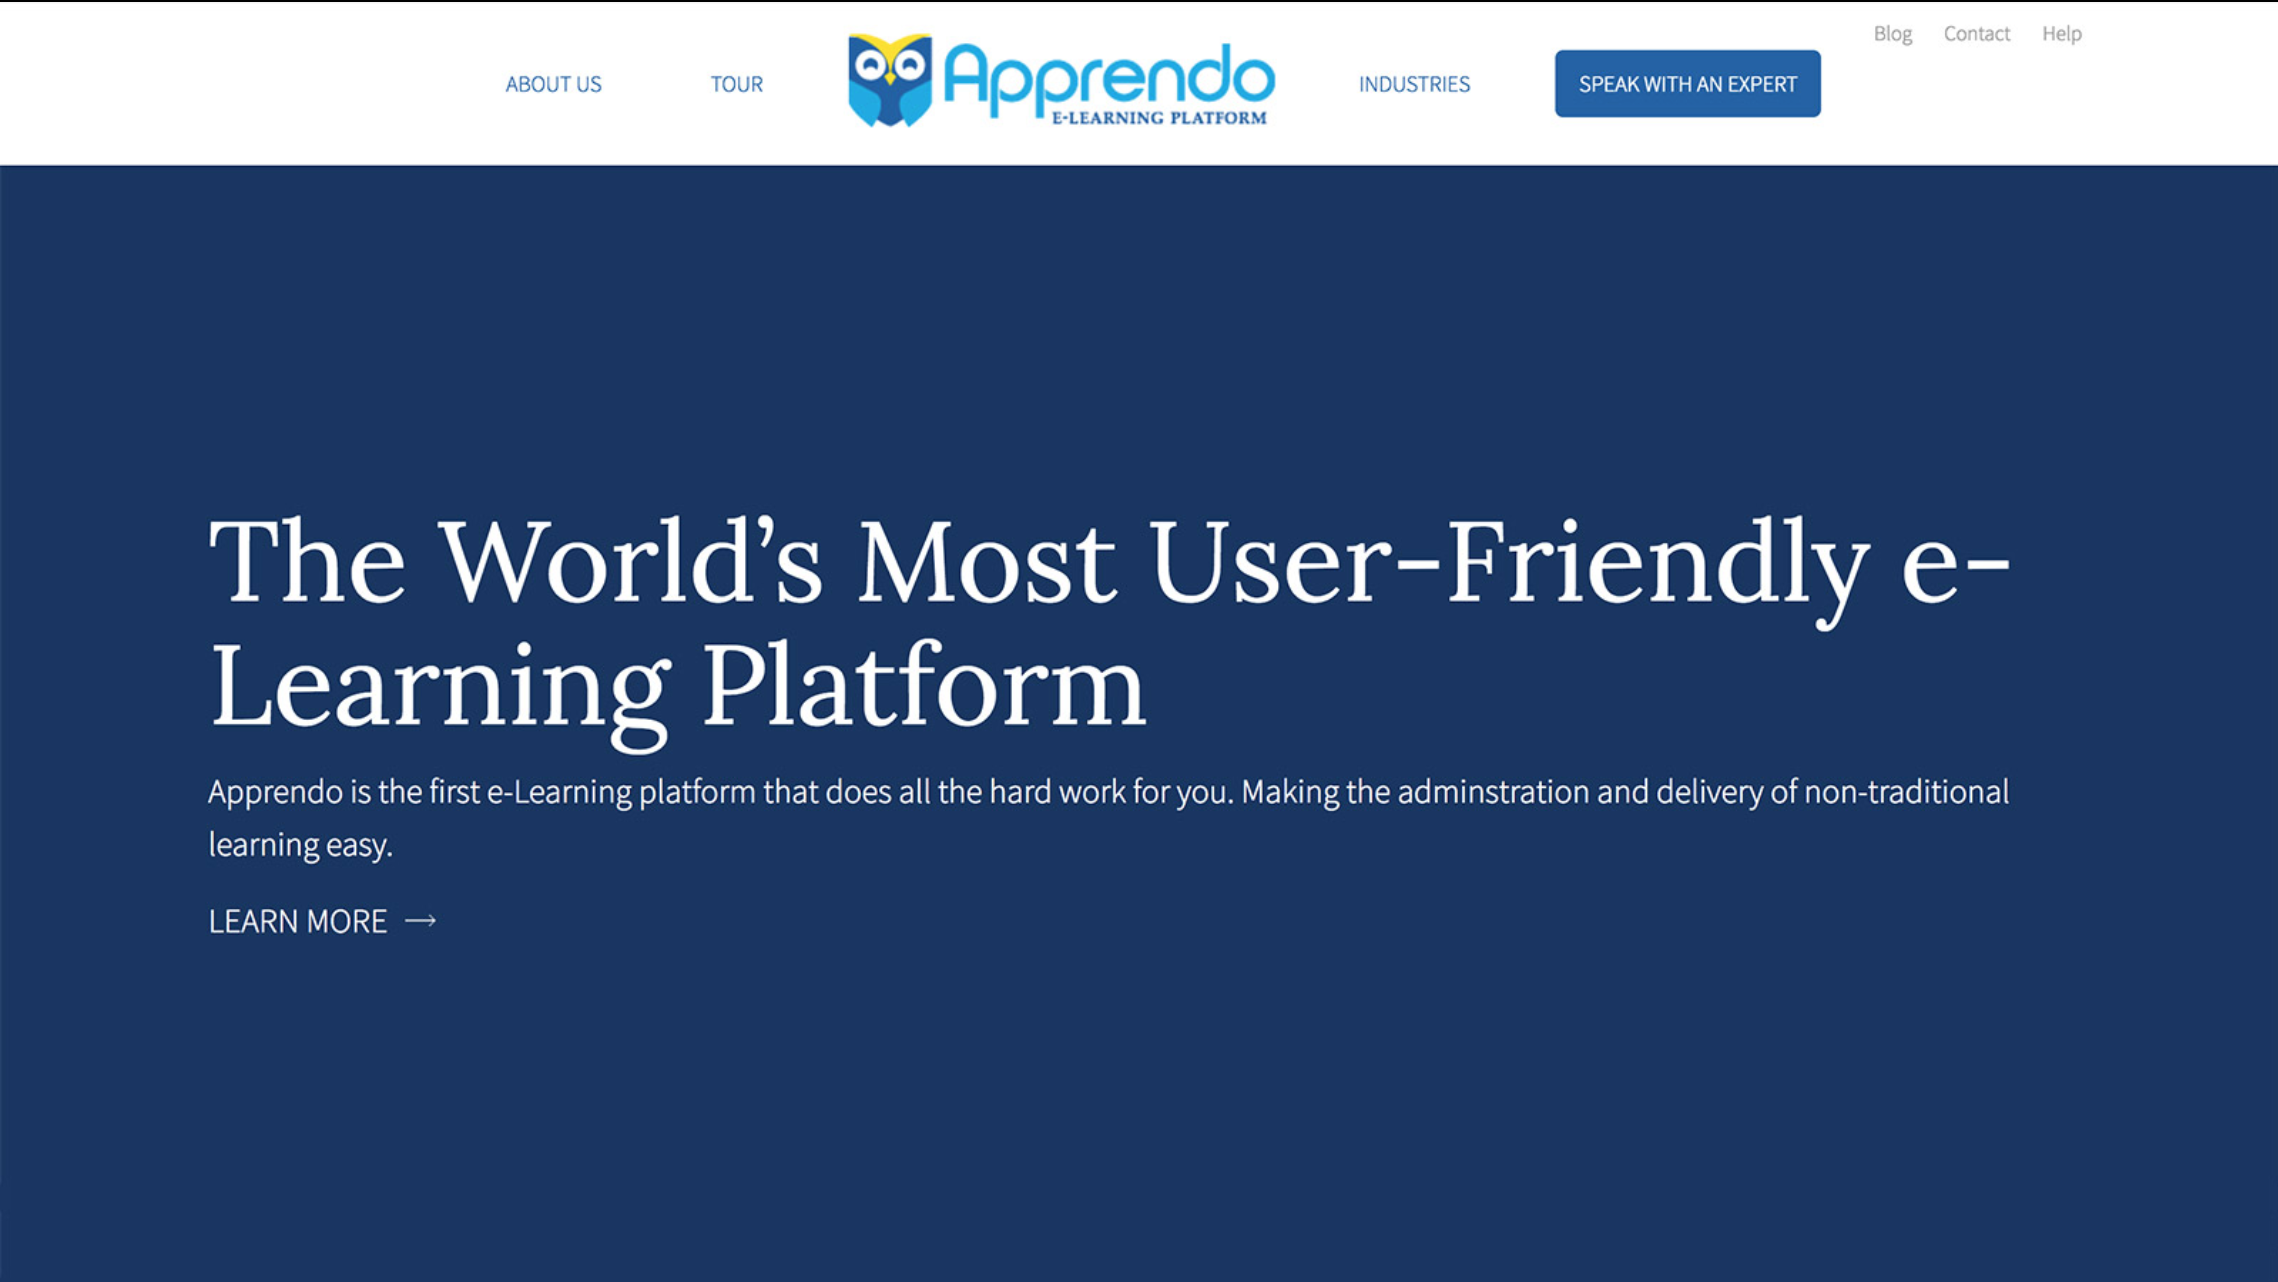 Blog Contact Help
ABOUT US TOUR Apprendo INDUSTRIES SPEAK WITH AN EXPERT
E-LEARNING PLATFORM
The World’s Most User-Friendly e-
Learning Platform
Apprendo is the first e-Learning platform that does all the hard work for you. Making the adminstration and delivery of non-traditional
learning easy.
LEARN MORE →